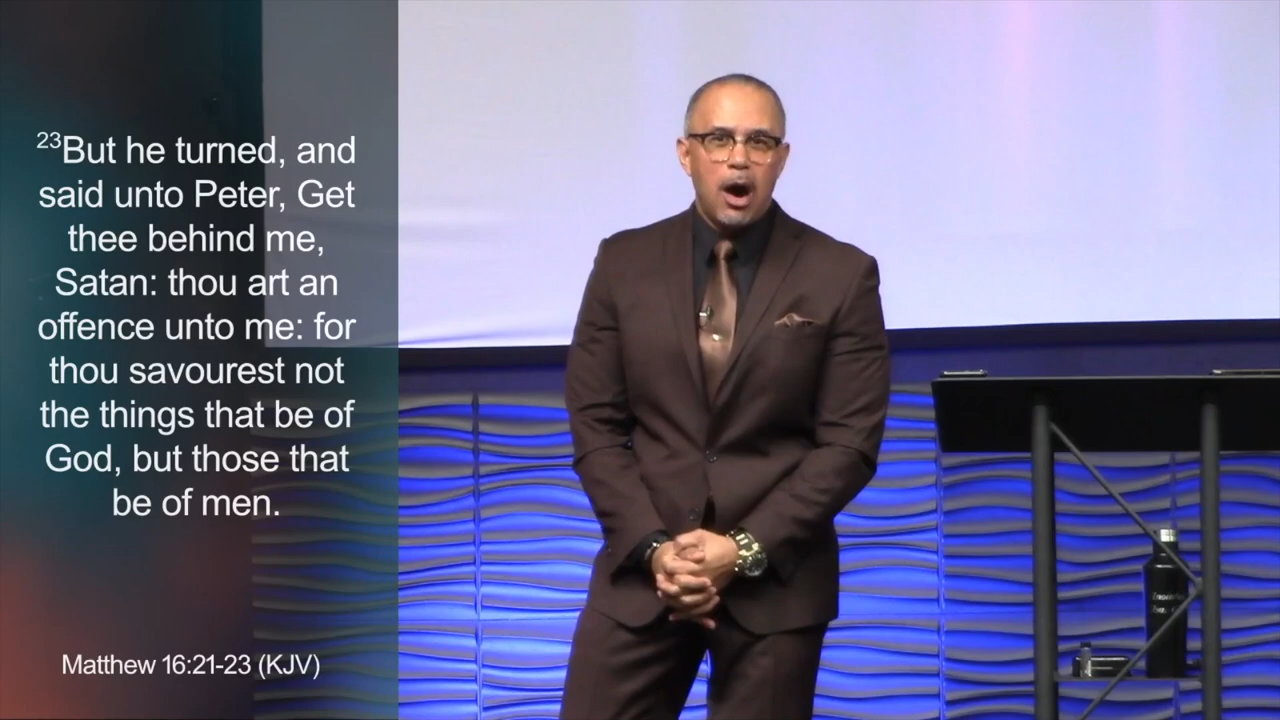 23But he turned, and
said unto Peter, Get
thee behind me,
Satan: thou art an
offence unto me: for
thou savourest not
the things that be of
God, but those that
be of men.
Matthew 16:21-23 (KJV)